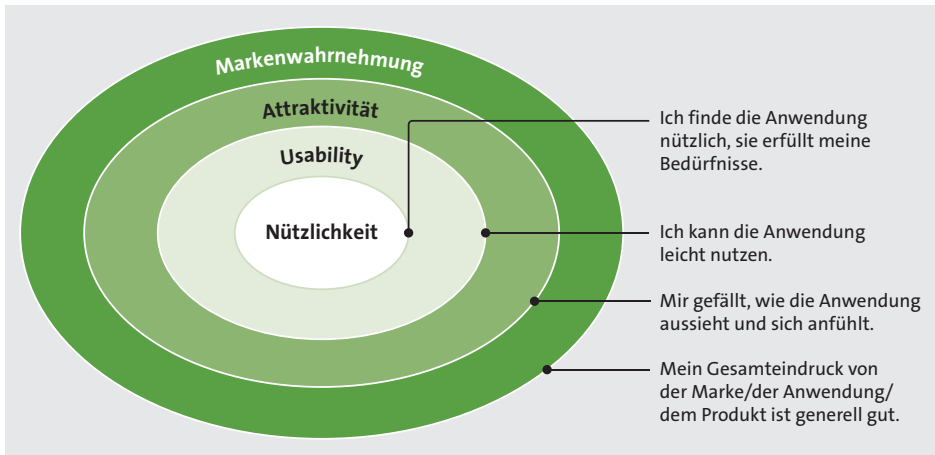 Markenwahrnehmung
Attraktivität
Usability
Nützlichkeit
Ich finde die Anwendung
nützlich, sie erfüllt meine
Bedürfnisse.
Ich kann die Anwendung
leicht nutzen.
Mir gefällt, wie die Anwendung
aussieht und sich anfühlt.
Mein Gesamteindruck von
der Marke/der Anwendung/
dem Produkt ist generell gut.